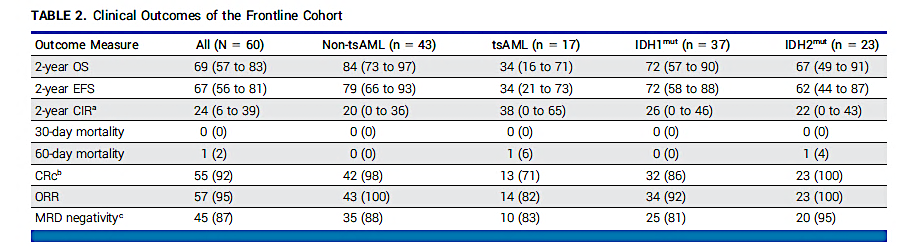 TABLE 2. Clinical Outcomes of the Frontline Cohort
Outcome Measure All (N = 60) Non-tsAML (n = 43) tsAML (n = 17) IDH1mut (n = 37) IDH2mut (n = 23)
2-year OS 69 (57 to 83) 84 (73 to 97) 34 (16 to 71) 72 (57 to 90) 67 (49 to 91)
2-year EFS 67 (56 to 81) 79 (66 to 93) 34 (21 to 73) 72 (58 to 88) 62 (44 to 87)
2-year CIRa 24 (6 to 39) 20 (0 to 36) 38 (0 to 65) 26 (0 to 46) 22 (0 to 43)
30-day mortality 0 (0) 0 (0) 0 (0) 0 (0) 0 (0)
60-day mortality 1 (2) 0 (0) 1 (6) 0 (0) 1 (4)
CRcb 55 (92) 42 (98) 13 (71) 32 (86) 23 (100)
ORR 57 (95) 43 (100) 14 (82) 34 (92) 23 (100)
MRD negativityc 45 (87) 35 (88) 10 (83) 25 (81) 20 (95)